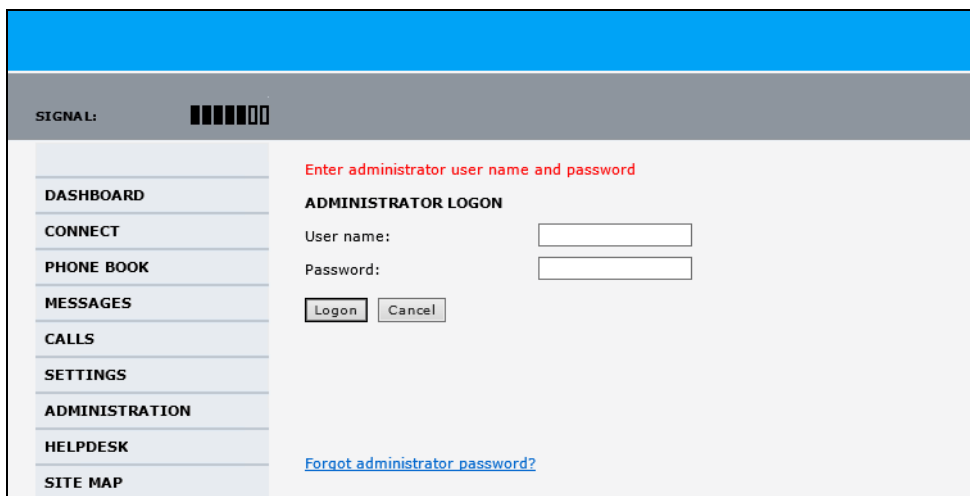 SIGNAL:
DASHBOARD
CONNECT
PHONE BOOK
MESSAGES
CALLS
SETTINGS
ADMINISTRATION
HELPDESK
SITE MAP
Enter administrator user name and password
ADMINISTRATOR LOGON
User name:
Password:
Logon Cancel
Forgot administrator password?